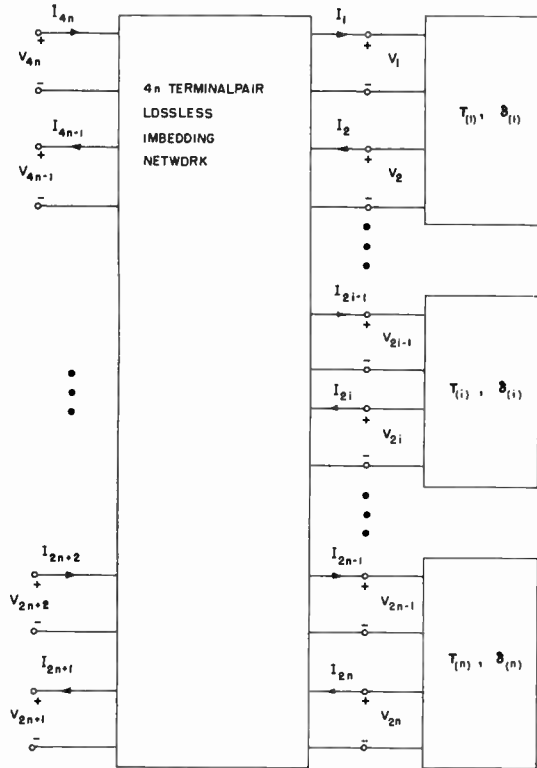 I4n
+
V4n
−
I4n-1
+
V4n-1
−
4n TERMINALPAIR
LOSSLESS
IMBEDDING
NETWORK
I1
+
V1
−
I2
+
V2
−
T(1) , δ(1)
I2i-1
+
V2i-1
−
I2i
+
V2i
−
T(i) , δ(i)
I2n+2
+
V2n+2
−
I2n+1
+
V2n+1
−
I2n-1
+
V2n-1
−
I2n
+
V2n
−
T(n) , δ(n)